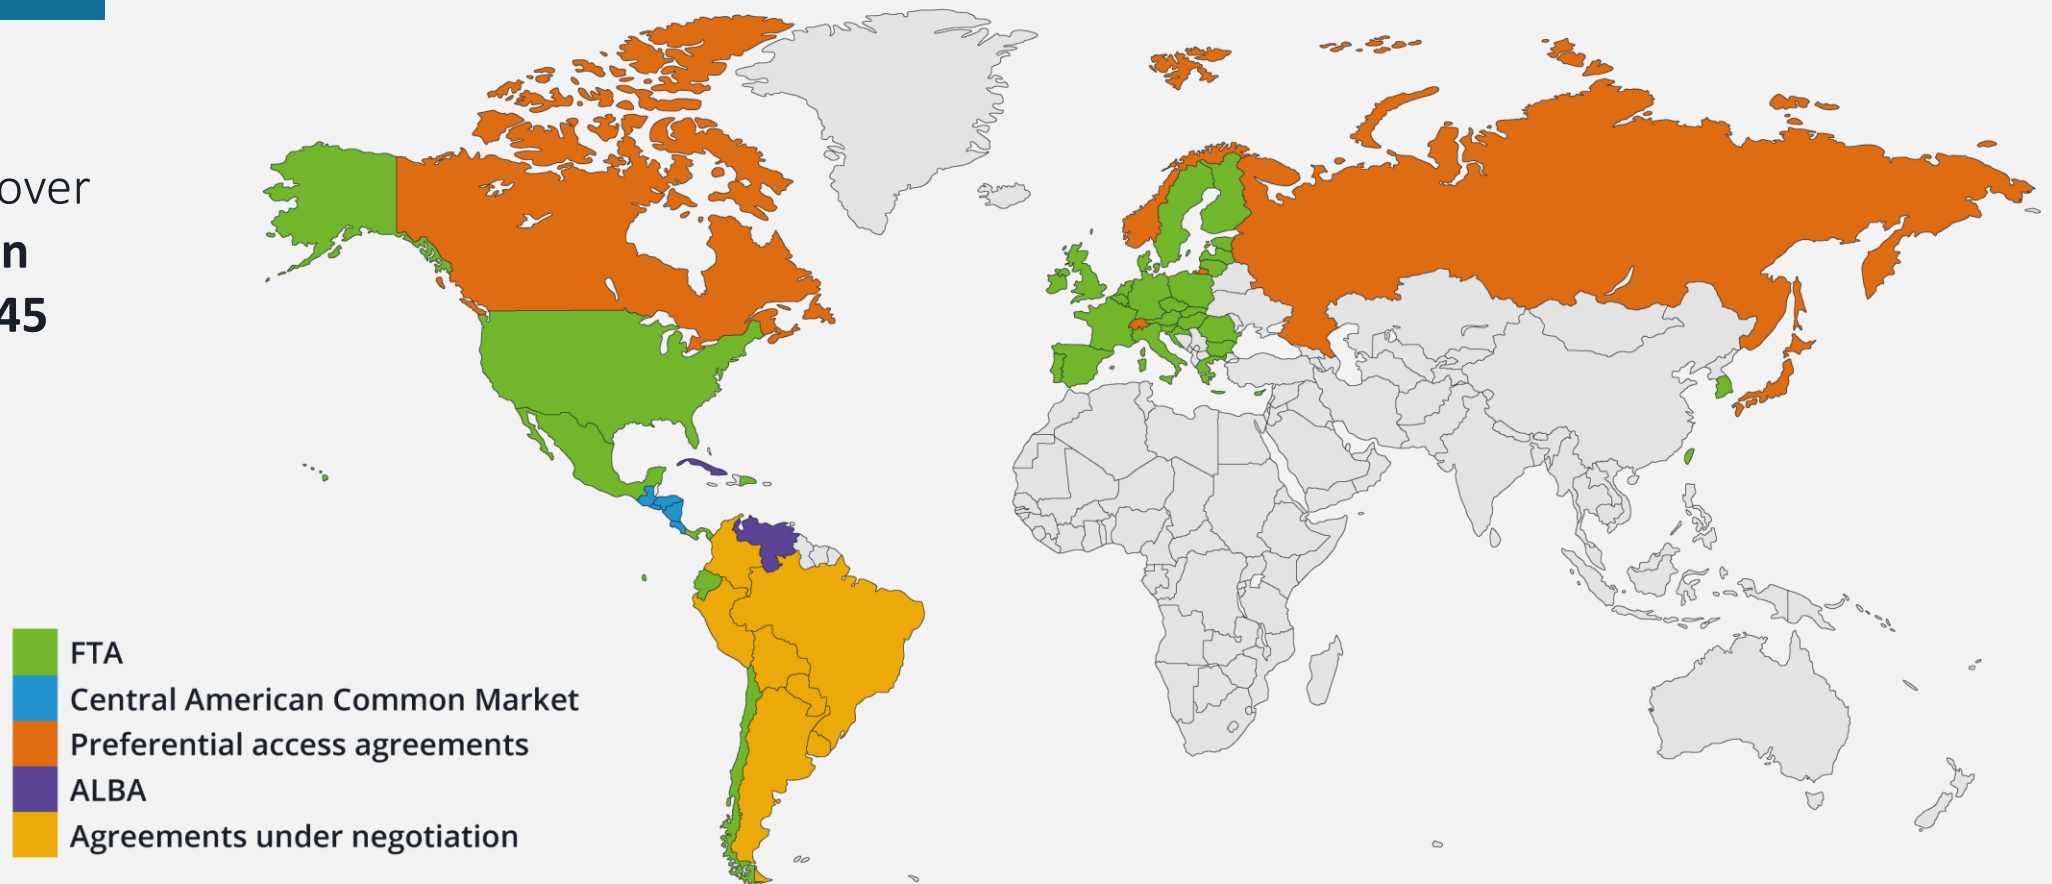 over
n
45
FTA
Central American Common Market
Preferential access agreements
ALBA
Agreements under negotiation